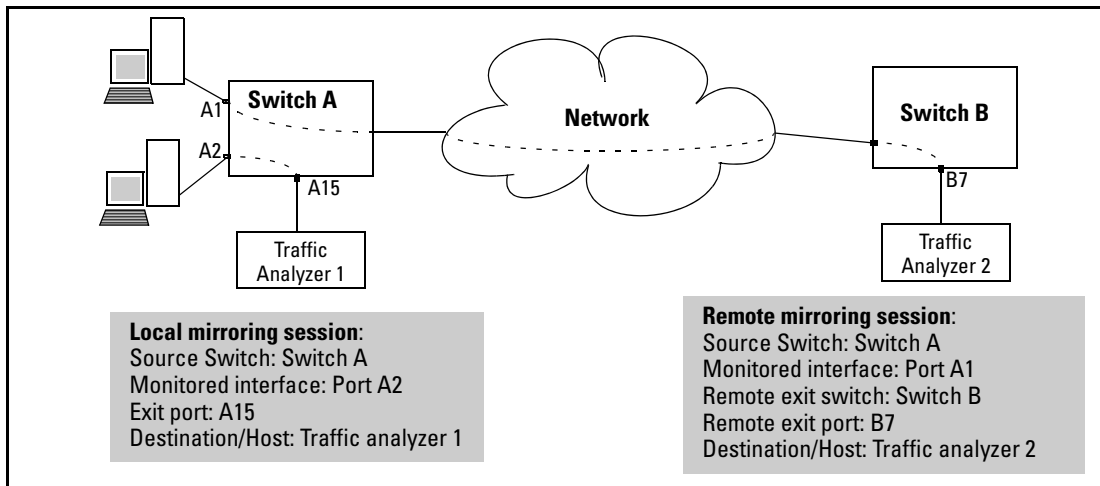 A1
Switch A
Network
Switch B
A2
A15
B7
Traffic
Analyzer 1
Traffic
Analyzer 2
Local mirroring session:
Source Switch: Switch A
Monitored interface: Port A2
Exit port: A15
Destination/Host: Traffic analyzer 1
Remote mirroring session:
Source Switch: Switch A
Monitored interface: Port A1
Remote exit switch: Switch B
Remote exit port: B7
Destination/Host: Traffic analyzer 2